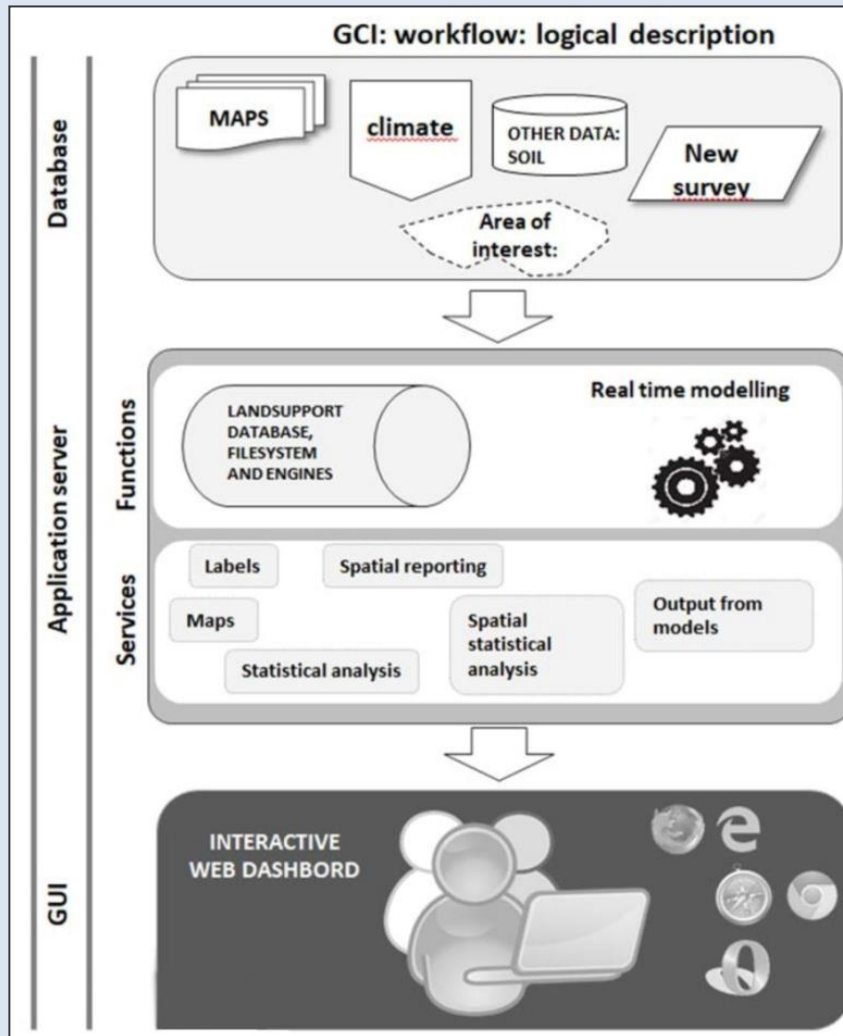 GCI: workflow: logical description
Database
MAPS
climate
OTHER DATA:
SOIL
New
survey
Area of
interest:
Application server
Functions
LANDSUPPORT
DATABASE,
FILESYSTEM
AND ENGINES
Real time modelling
Services
Labels
Spatial reporting
Maps
Statistical analysis
Spatial
statistical
analysis
Output from
models
GUI
INTERACTIVE
WEB DASHBORD